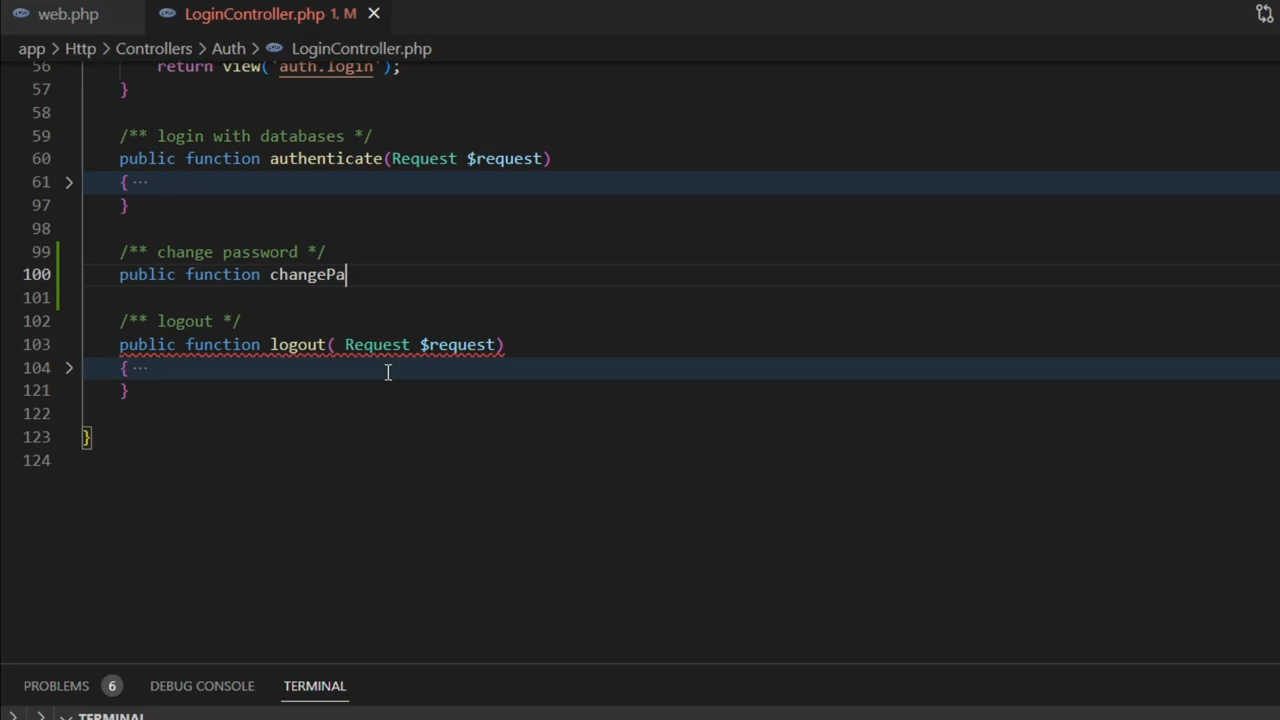 web.php LoginController.php 1, M
app > Http > Controllers > Auth > LoginController.php
56 return view('auth.login');
57 }
58
59 /** login with databases */
60 public function authenticate(Request $request)
61 { ···
97 }
98
99 /** change password */
100 public function changePa
101
102 /** logout */
103 public function logout( Request $request)
104 { ···
121 }
122
123 }
124
PROBLEMS 6 DEBUG CONSOLE TERMINAL
TERMINAL